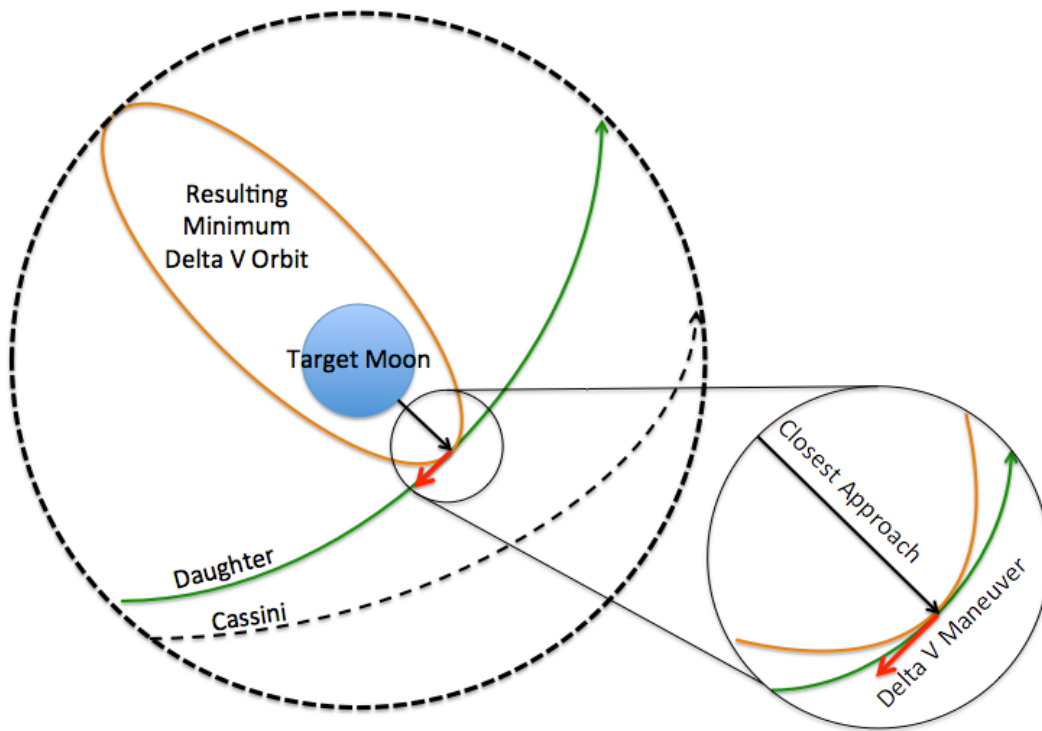 Resulting
Minimum
Delta V Orbit
Target Moon
Daughter
Cassini
Closest Approach
Delta V Maneuver